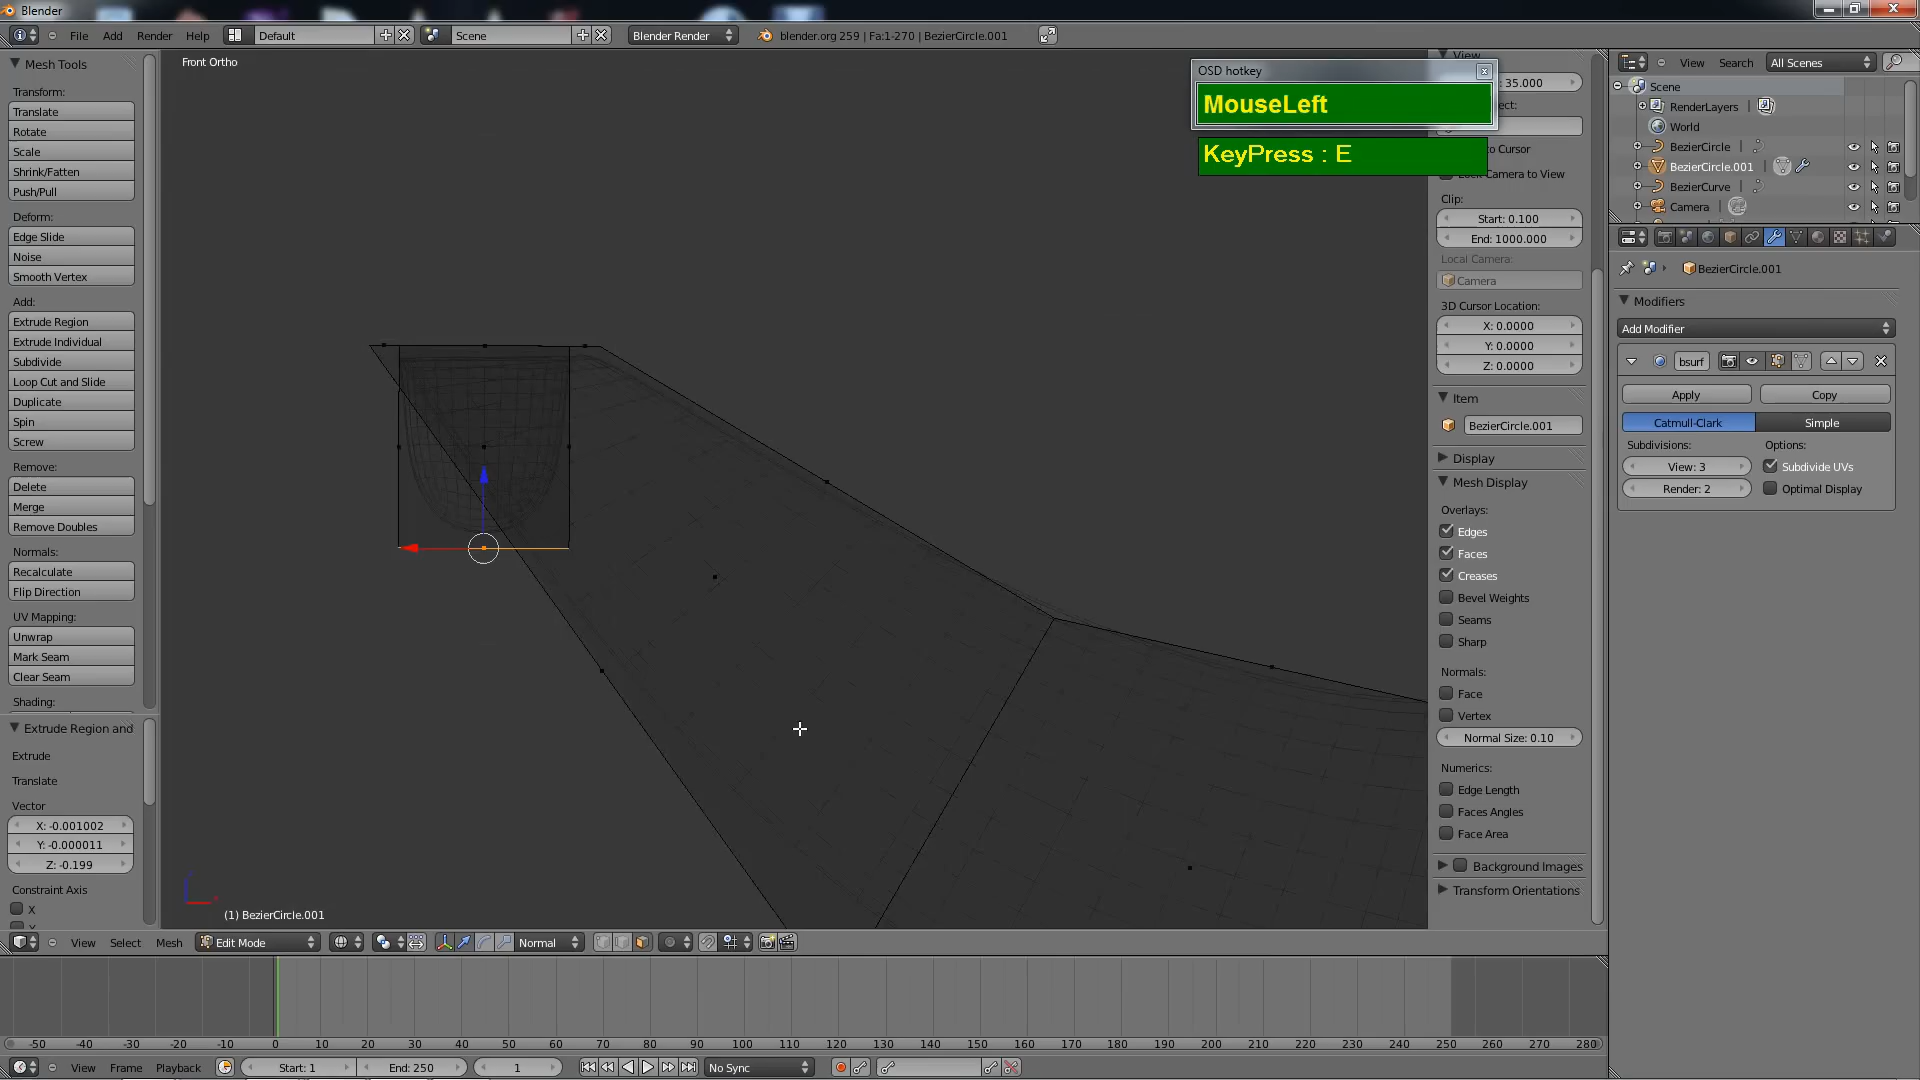 Blender
File Add Render Help Default Scene Blender Render blender.org 259 | Fa:1-270 | BezierCircle.001
Mesh Tools
Transform:
Translate
Rotate
Scale
Shrink/Fatten
Push/Pull
Deform:
Edge Slide
Noise
Smooth Vertex
Add:
Extrude Region
Extrude Individual
Subdivide
Loop Cut and Slide
Duplicate
Spin
Screw
Remove:
Delete
Merge
Remove Doubles
Normals:
Recalculate
Flip Direction
UV Mapping:
Unwrap
Mark Seam
Clear Seam
Shading:
Extrude Region and
Extrude
Translate
Vector
X: -0.001002
Y: -0.000011
Z: -0.199
Constraint Axis
X
Front Ortho
(1) BezierCircle.001
OSD hotkey
MouseLeft
KeyPress : E
View
35.000
to Cursor
Lock Camera to View
Clip:
Start: 0.100
End: 1000.000
Local Camera:
Camera
3D Cursor Location:
X: 0.0000
Y: 0.0000
Z: 0.0000
Item
BezierCircle.001
Display
Mesh Display
Overlays:
Edges
Faces
Creases
Bevel Weights
Seams
Sharp
Normals:
Face
Vertex
Normal Size: 0.10
Numerics:
Edge Length
Faces Angles
Face Area
Background Images
Transform Orientations
View Search All Scenes
Scene
RenderLayers |
World
BezierCircle |
BezierCircle.001 |
BezierCurve |
Camera |
BezierCircle.001
Modifiers
Add Modifier
bsurf
Apply Copy
Catmull-Clark Simple
Subdivisions: Options:
View: 3 Subdivide UVs
Render: 2 Optimal Display
View Select Mesh Edit Mode Normal
-50 -40 -30 -20 -10 0 10 20 30 40 50 60 70 80 90 100 110 120 130 140 150 160 170 180 190 200 210 220 230 240 250 260 270 280
View Frame Playback Start: 1 End: 250 1 No Sync